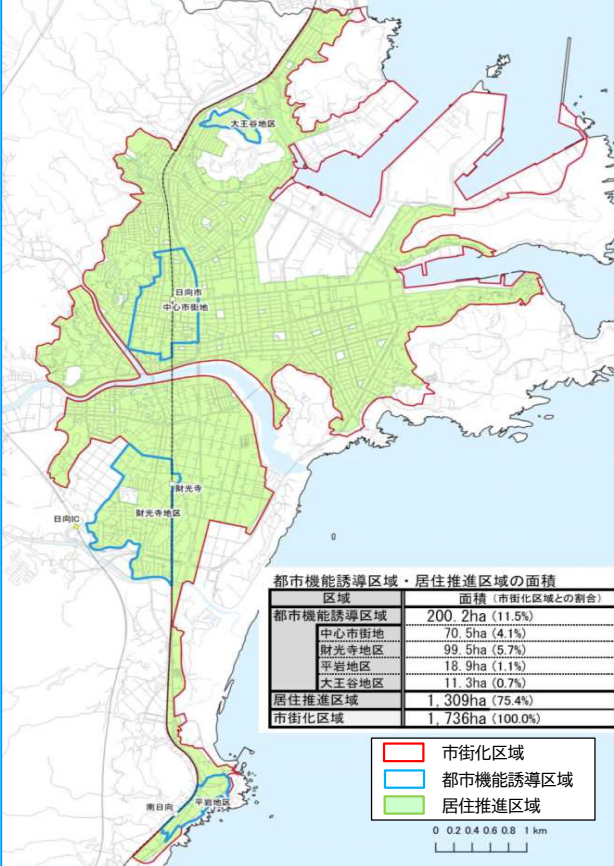 大王谷地区
日向市
中心市街地
財光寺
財光寺地区
日向IC
都市機能誘導区域・居住推進区域の面積
区域 面積（市街化区域との割合）
都市機能誘導区域 200.2ha (11.5%)
中心市街地 70.5ha (4.1%)
財光寺地区 99.5ha (5.7%)
平岩地区 18.9ha (1.1%)
大王谷地区 11.3ha (0.7%)
居住推進区域 1,309ha (75.4%)
市街化区域 1,736ha (100.0%)
市街化区域
都市機能誘導区域
居住推進区域
南日向
平岩地区
0 0.2 0.4 0.6 0.8 1 km